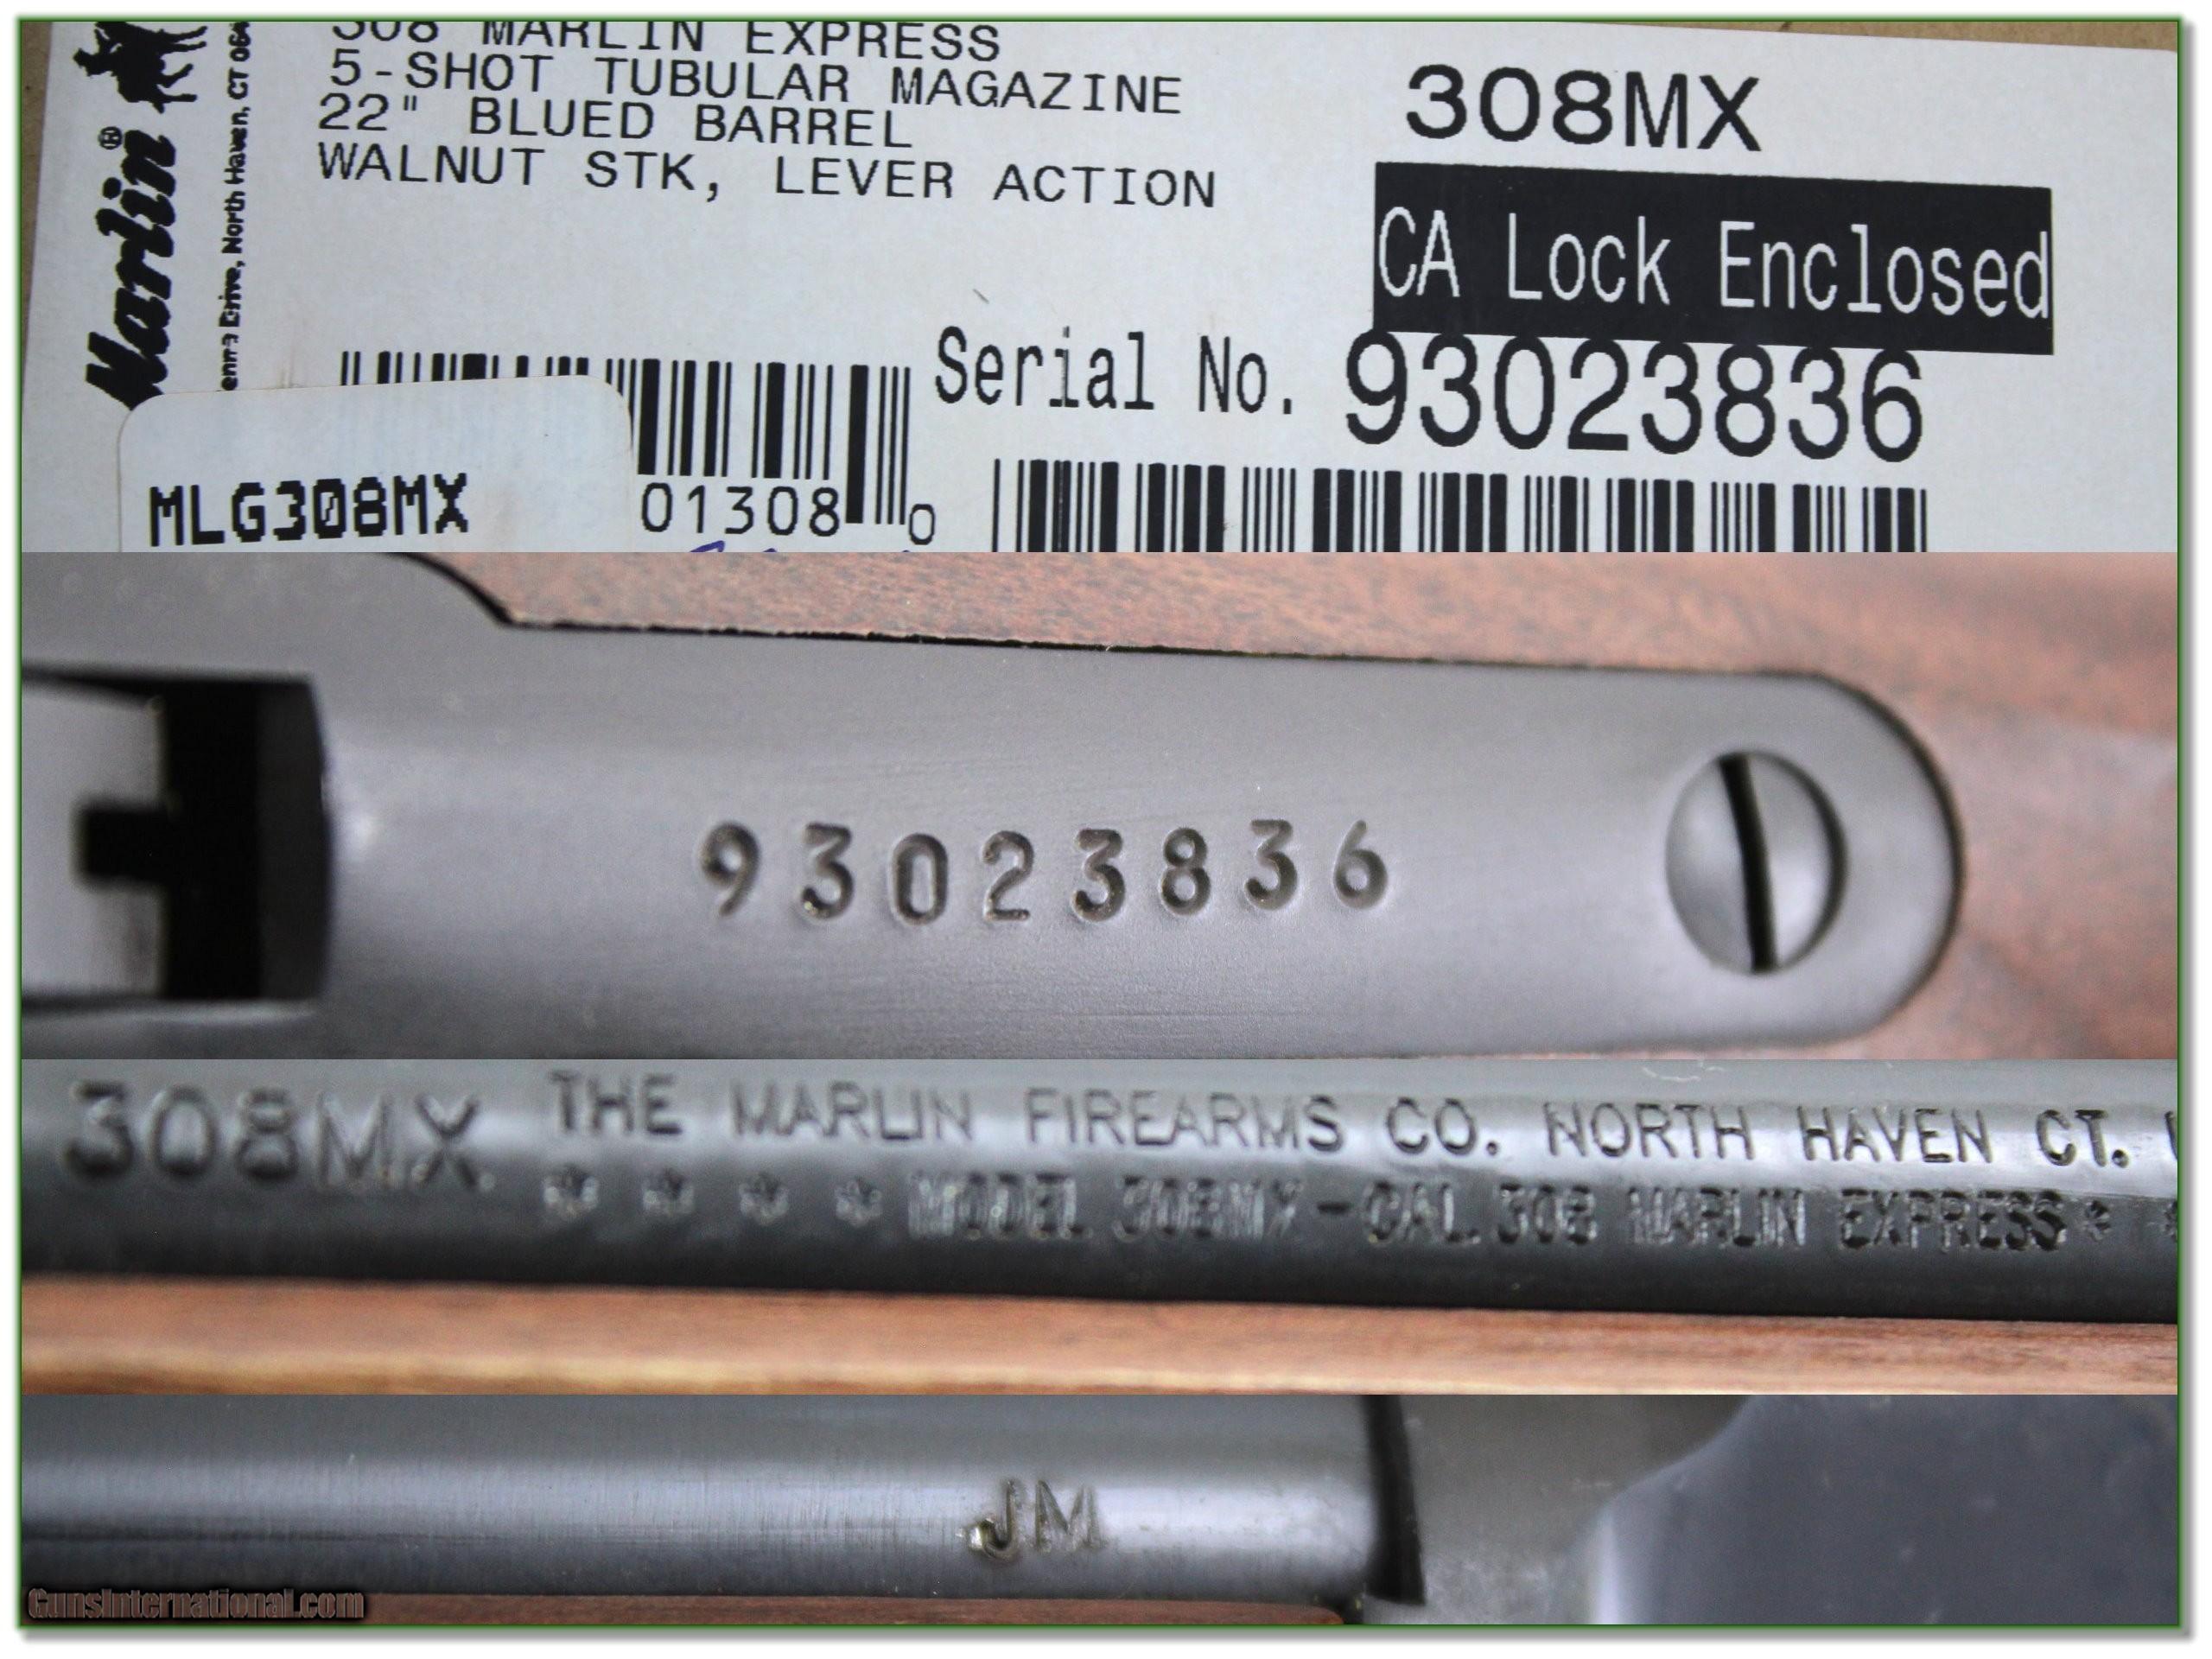 308 MARLIN EXPRESS
5-SHOT TUBULAR MAGAZINE
22" BLUED BARREL
WALNUT STK, LEVER ACTION
Marlin®
Drive, North Haven, CT 064
308MX
CA Lock Enclosed
Serial No. 93023836
MLG308MX
01308 0
93023836
308MX. THE MARLIN FIREARMS CO. NORTH HAVEN CT.
* * * * MODEL 308MX-CAL. 308 MARLIN EXPRESS* *
JM
GunsInternational.com